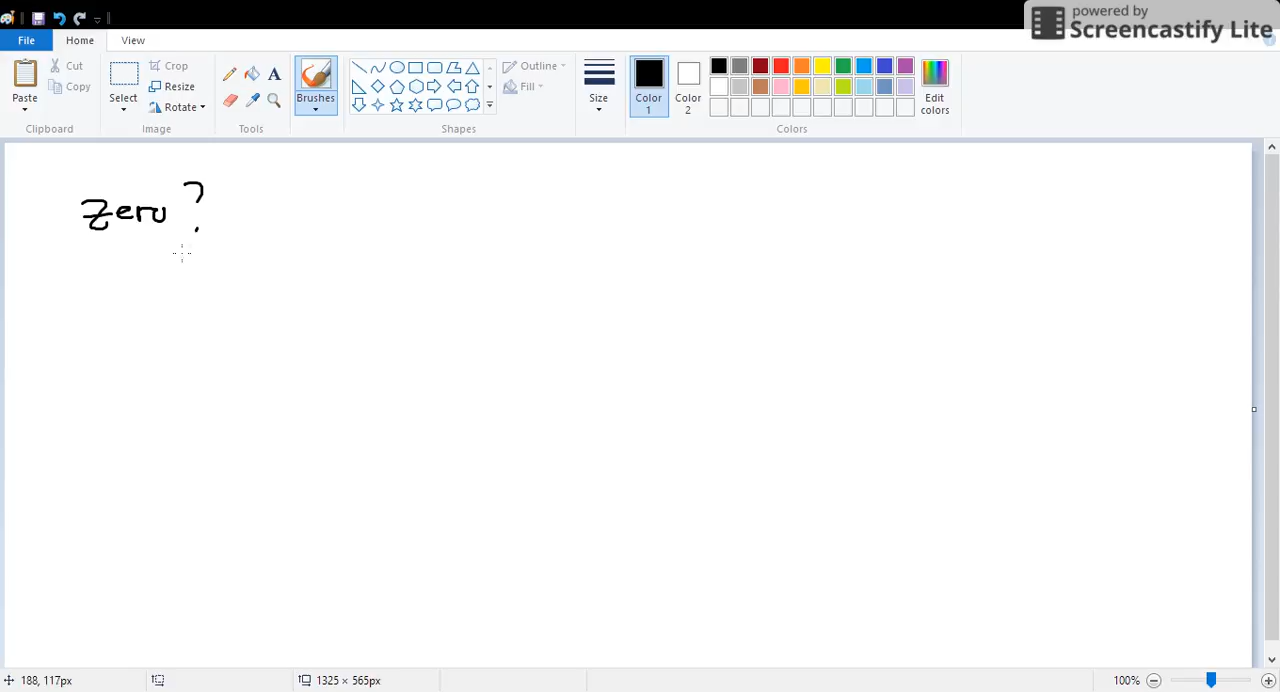 powered by
Screencastify Lite
File Home View
Paste
Cut
Copy
Clipboard
Select
Crop
Resize
Rotate
Image
Tools
Brushes
Shapes
Outline
Fill
Size
Color
1
Color
2
Edit
colors
Colors
Zero ?
188, 117px
1325 × 565px
100%